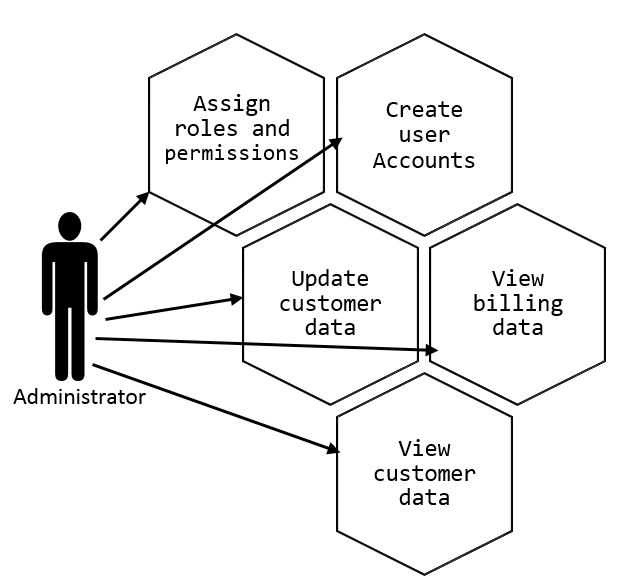 Assign
roles and
permissions
Create
user
Accounts
Update
customer
data
View
billing
data
Administrator
View
customer
data